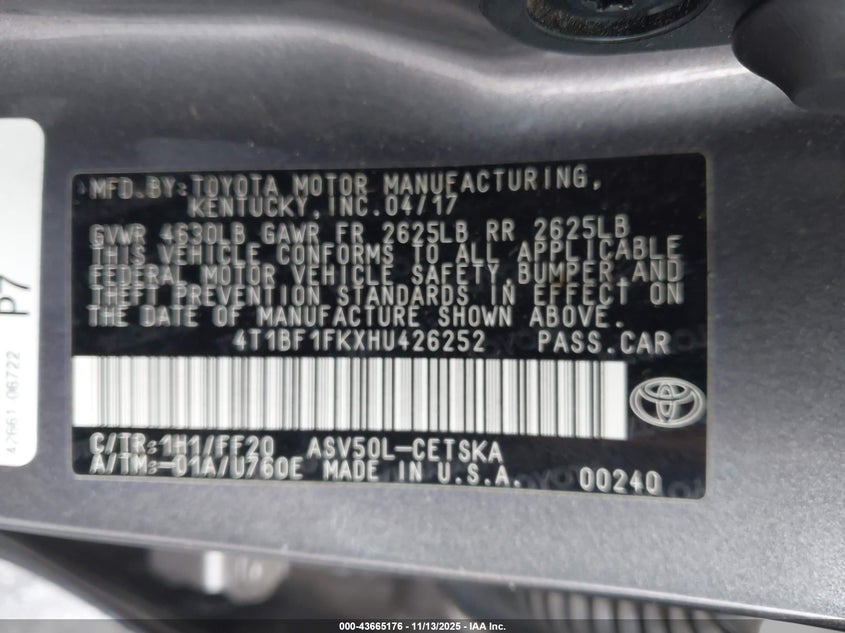 MFD. BY: TOYOTA MOTOR MANUFACTURING,
KENTUCKY, INC. 04/17
GVWR 4630LB GAWR FR 2625LB RR 2625LB
THIS VEHICLE CONFORMS TO ALL APPLICABLE
FEDERAL MOTOR VEHICLE SAFETY, BUMPER AND
THEFT PREVENTION STANDARDS IN EFFECT ON
THE DATE OF MANUFACTURE SHOWN ABOVE.
4T1BF1FKXHU426252 PASS. CAR
C/TR: 1H1/FF20 ASV50L-CETSKA
A/TM: -01A/U760E MADE IN U.S.A. 00240
P7
42661 06722
000-43665176 - 11/13/2025 - IAA Inc.